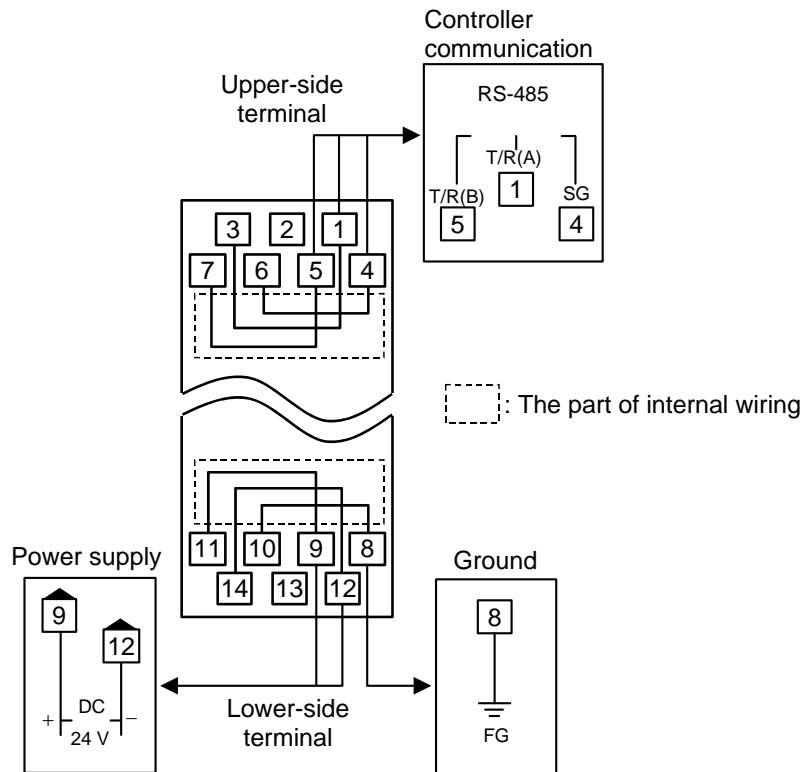 Controller
communication
RS-485
T/R(A)
1
T/R(B)
5
SG
4
Upper-side
terminal
3 2 1
7 6 5 4
: The part of internal wiring
11 10 9 8
14 13 12
Power supply
9
12
+ DC −
24 V
Lower-side
terminal
Ground
8
FG